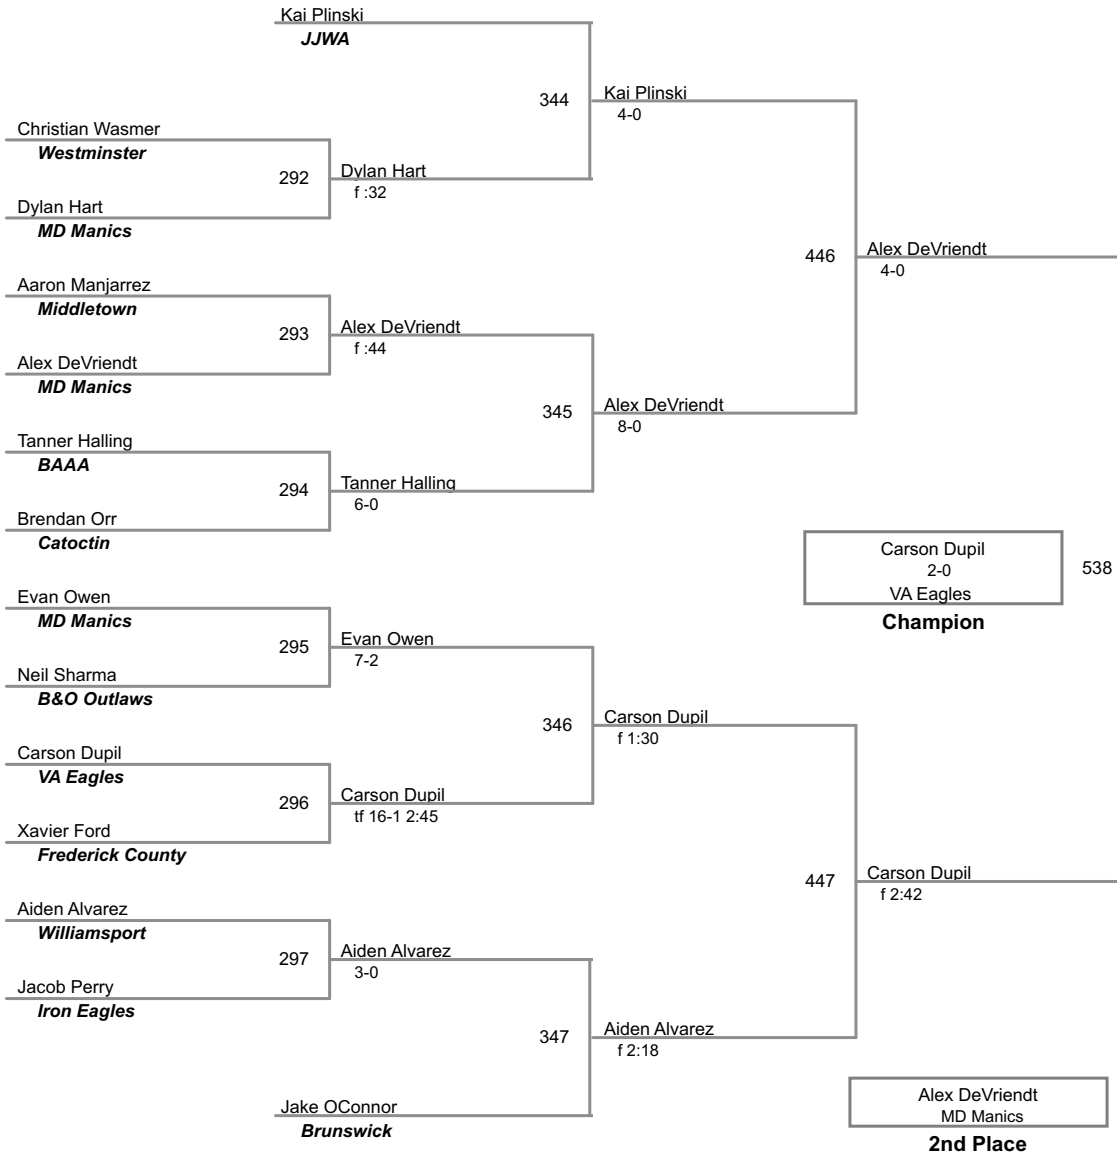 Kai Plinski
JJWA
344
Kai Plinski
4-0
Christian Wasmer
Westminster
292
Dylan Hart
f :32
Dylan Hart
MD Manics
446
Alex DeVriendt
4-0
Aaron Manjarrez
Middletown
293
Alex DeVriendt
f :44
Alex DeVriendt
MD Manics
345
Alex DeVriendt
8-0
Tanner Halling
BAAA
294
Tanner Halling
6-0
Brendan Orr
Catoctin
Carson Dupil
2-0
VA Eagles
538
Champion
Evan Owen
MD Manics
295
Evan Owen
7-2
Neil Sharma
B&O Outlaws
346
Carson Dupil
f 1:30
Carson Dupil
VA Eagles
296
Carson Dupil
tf 16-1 2:45
Xavier Ford
Frederick County
447
Carson Dupil
f 2:42
Aiden Alvarez
Williamsport
297
Aiden Alvarez
3-0
Jacob Perry
Iron Eagles
347
Aiden Alvarez
f 2:18
Jake OConnor
Brunswick
Alex DeVriendt
MD Manics
2nd Place